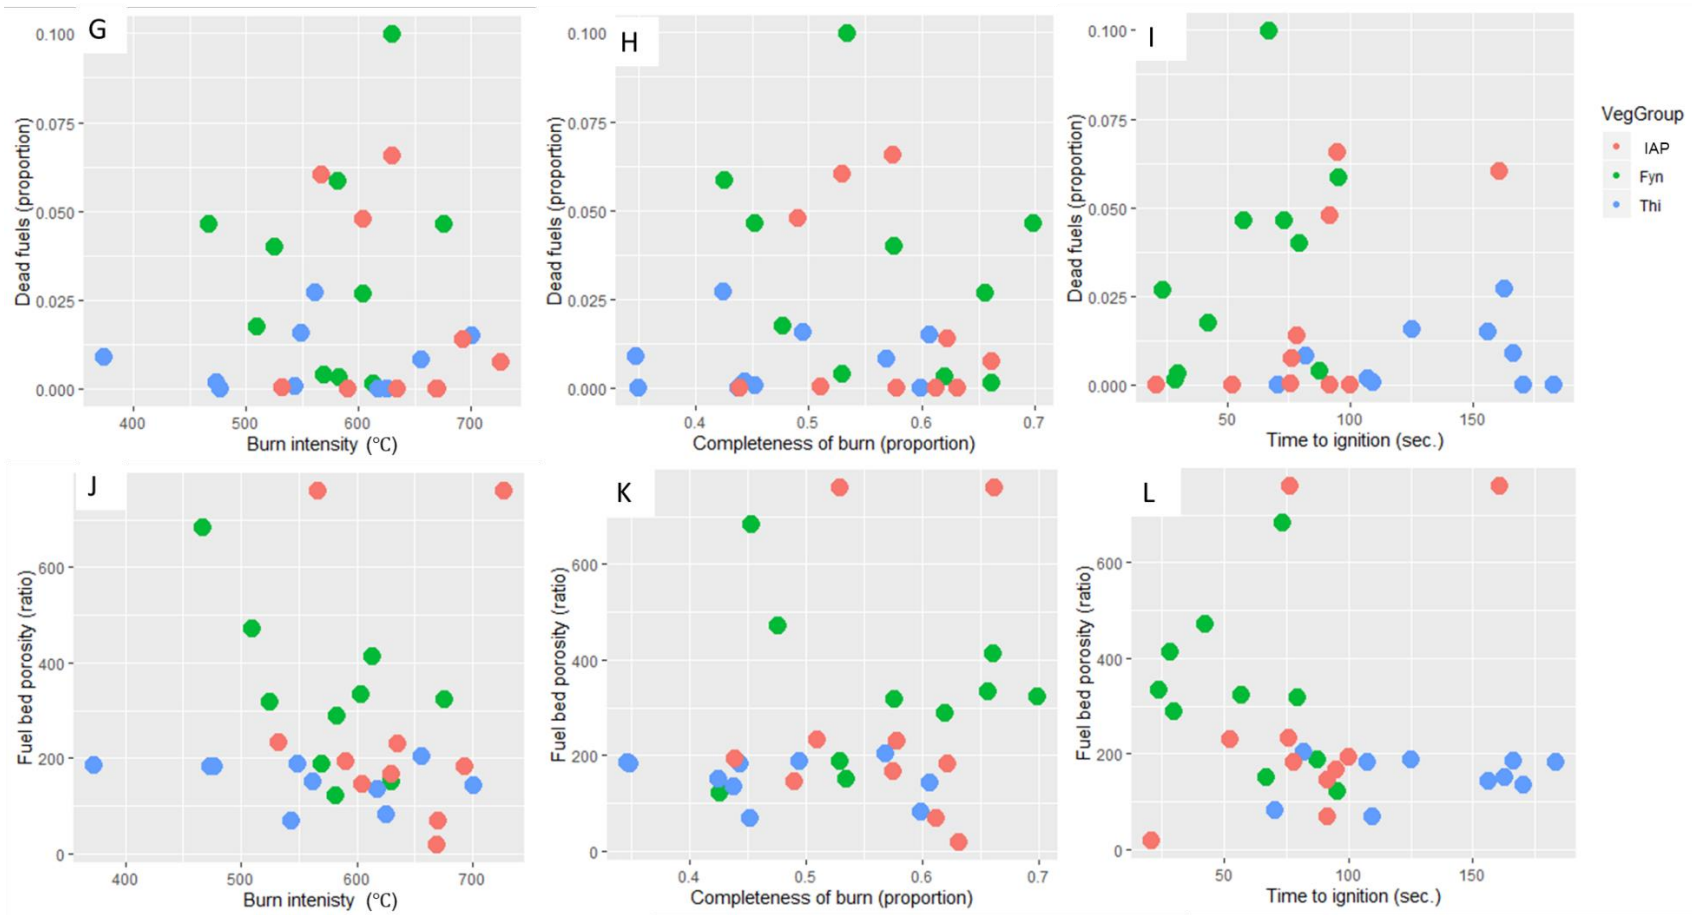 G
Dead fuels (proportion)
0.100
0.075
0.050
0.025
0.000
400 500 600 700
Burn intensity (°C)
H
Dead fuels (proportion)
0.100
0.075
0.050
0.025
0.000
0.4 0.5 0.6 0.7
Completeness of burn (proportion)
I
Dead fuels (proportion)
0.100
0.075
0.050
0.025
0.000
50 100 150
Time to ignition (sec.)
VegGroup
IAP
Fyn
Thi
J
Fuel bed porosity (ratio)
600
400
200
0
400 500 600 700
Burn intenisty (°C)
K
Fuel bed porosity (ratio)
600
400
200
0
0.4 0.5 0.6 0.7
Completeness of burn (proportion)
L
Fuel bed porosity (ratio)
600
400
200
0
50 100 150
Time to ignition (sec.)